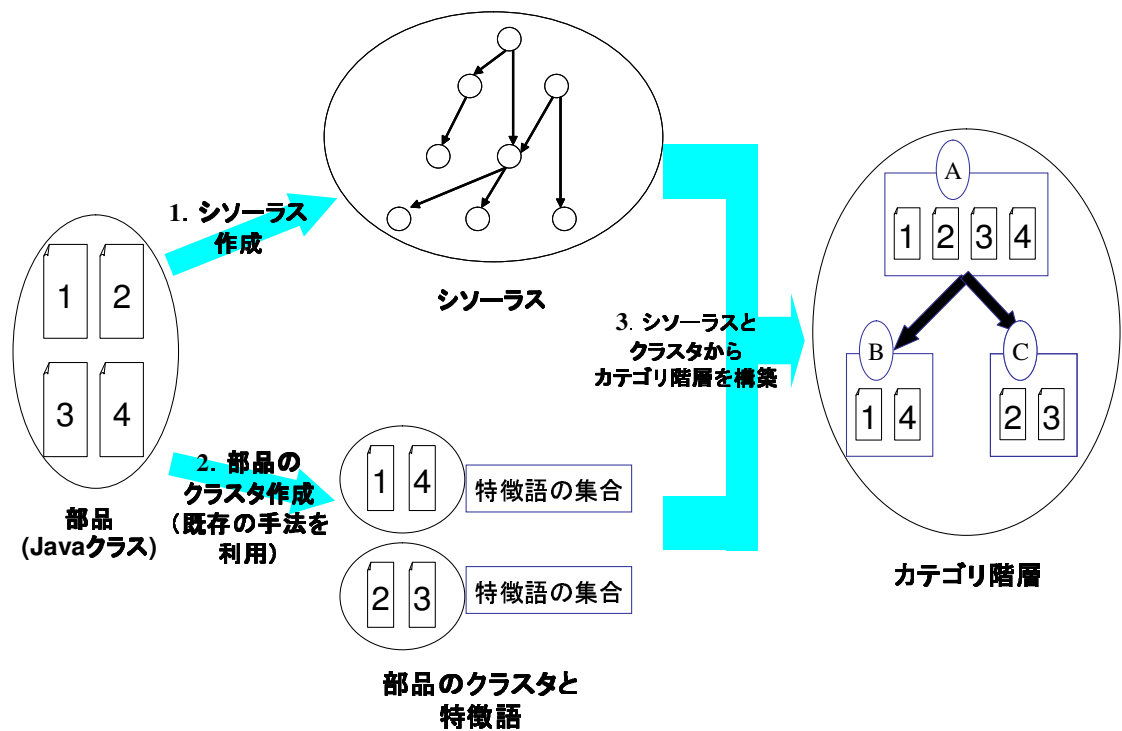 1. シソーラス
作成
シソーラス
1 2
3 4
部品
(Javaクラス)
2. 部品の
クラスタ作成
(既存の手法を
利用)
1 4
特徴語の集合
2 3
特徴語の集合
部品のクラスタと
特徴語
3. シソーラスと
クラスタから
カテゴリ階層を構築
A
1 2 3 4
B
1 4
C
2 3
カテゴリ階層